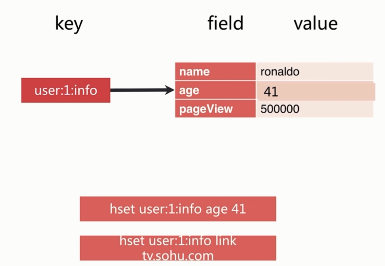 key field value
name ronaldo
user:1:info age 41
pageView 500000
hset user:1:info age 41
hset user:1:info link
tv.sohu.com